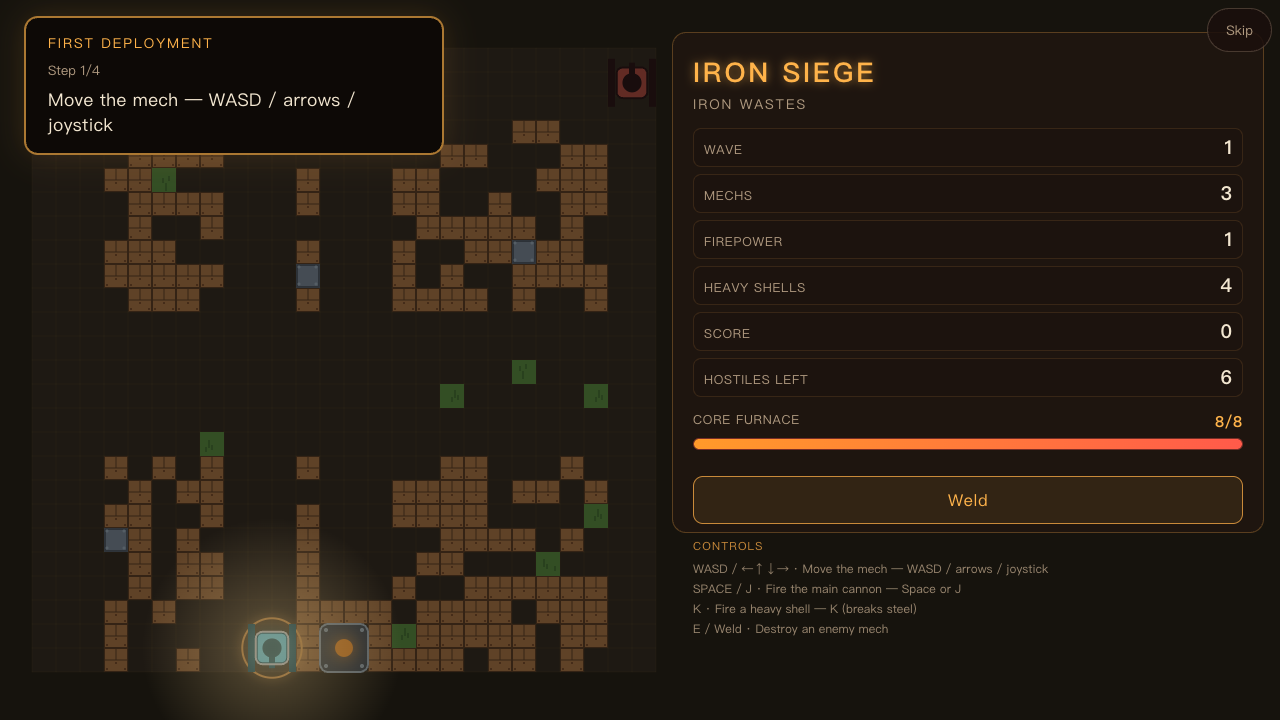 FIRST DEPLOYMENT
Step 1/4
Move the mech — WASD / arrows /
joystick
Skip
IRON SIEGE
IRON WASTES
WAVE 1
MECHS 3
FIREPOWER 1
HEAVY SHELLS 4
SCORE 0
HOSTILES LEFT 6
CORE FURNACE 8/8
Weld
CONTROLS
WASD / ←↑↓→ · Move the mech — WASD / arrows / joystick
SPACE / J · Fire the main cannon — Space or J
K · Fire a heavy shell — K (breaks steel)
E / Weld · Destroy an enemy mech